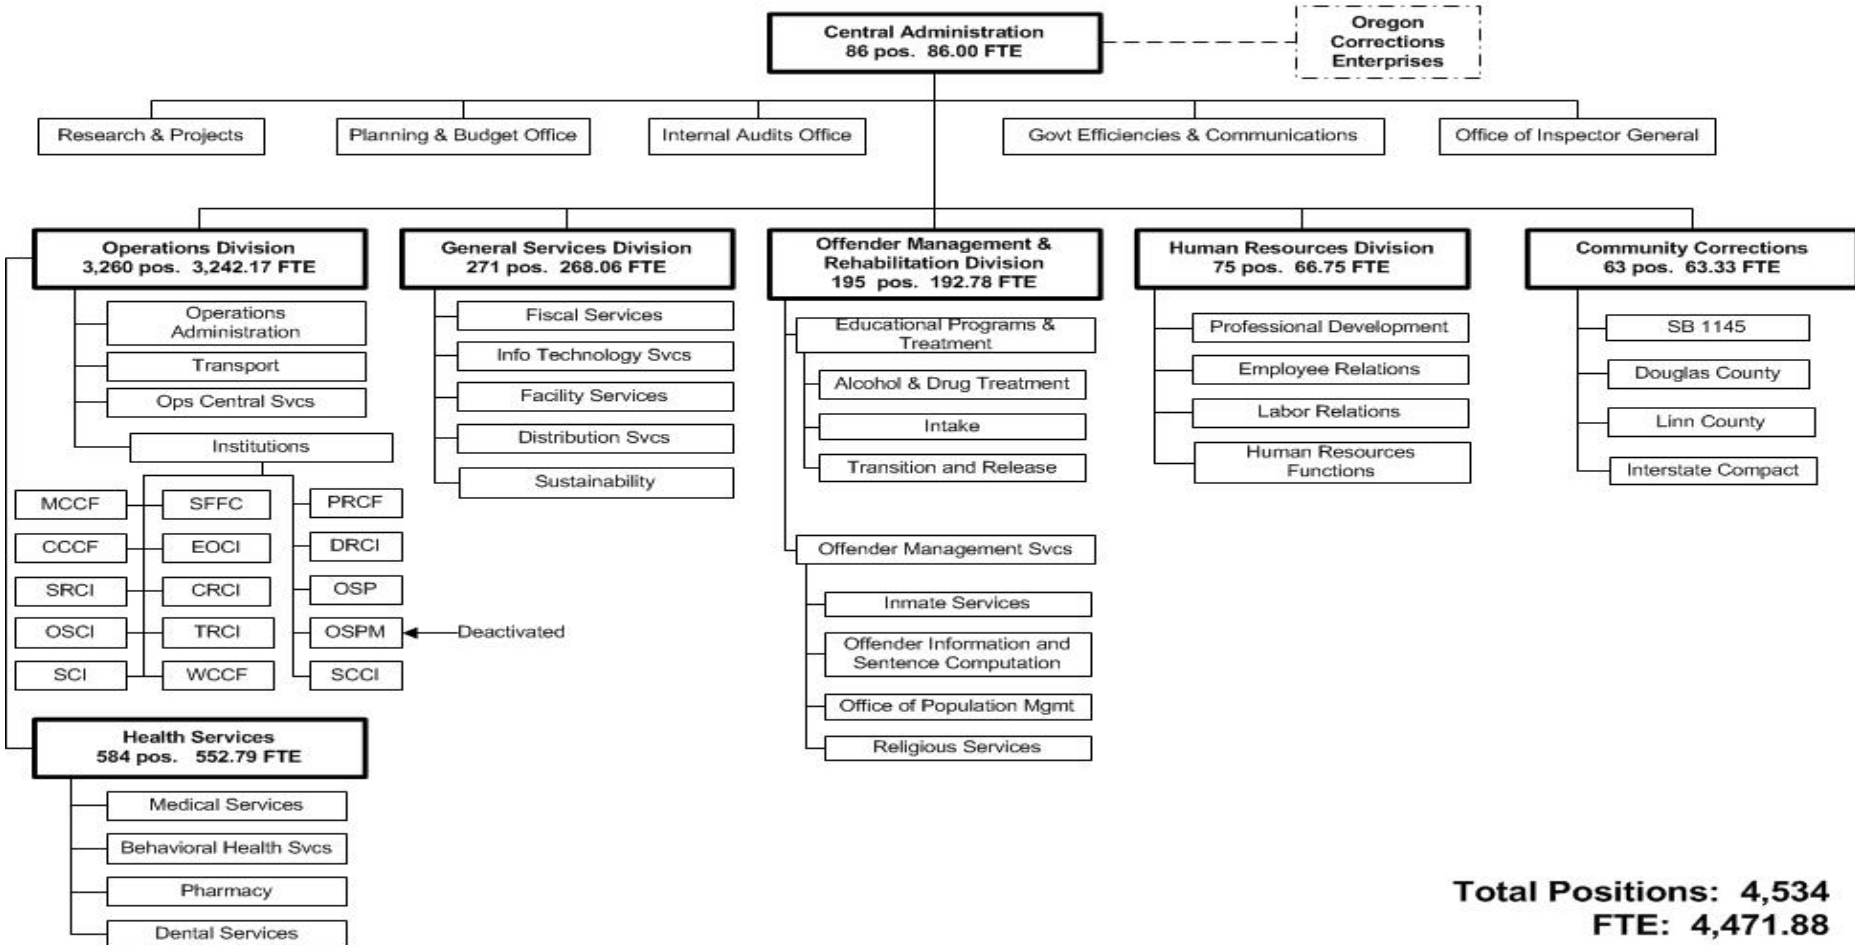 Central Administration
86 pos.  86.00 FTE
Oregon
Corrections
Enterprises
Research & Projects
Planning & Budget Office
Internal Audits Office
Govt Efficiencies & Communications
Office of Inspector General
Operations Division
3,260 pos.  3,242.17 FTE
Operations
Administration
Transport
Ops Central Svcs
Institutions
MCCF
SFFC
PRCF
CCCF
EOCI
DRCI
SRCI
CRCI
OSP
OSCI
TRCI
OSPM
Deactivated
SCI
WCCF
SCCI
Health Services
584 pos.  552.79 FTE
Medical Services
Behavioral Health Svcs
Pharmacy
Dental Services
General Services Division
271 pos.  268.06 FTE
Fiscal Services
Info Technology Svcs
Facility Services
Distribution Svcs
Sustainability
Offender Management &
Rehabilitation Division
195  pos.  192.78 FTE
Educational Programs &
Treatment
Alcohol & Drug Treatment
Intake
Transition and Release
Offender Management Svcs
Inmate Services
Offender Information and
Sentence Computation
Office of Population Mgmt
Religious Services
Human Resources Division
75 pos.  66.75 FTE
Professional Development
Employee Relations
Labor Relations
Human Resources
Functions
Community Corrections
63 pos.  63.33 FTE
SB 1145
Douglas County
Linn County
Interstate Compact
Total Positions:  4,534
FTE:  4,471.88